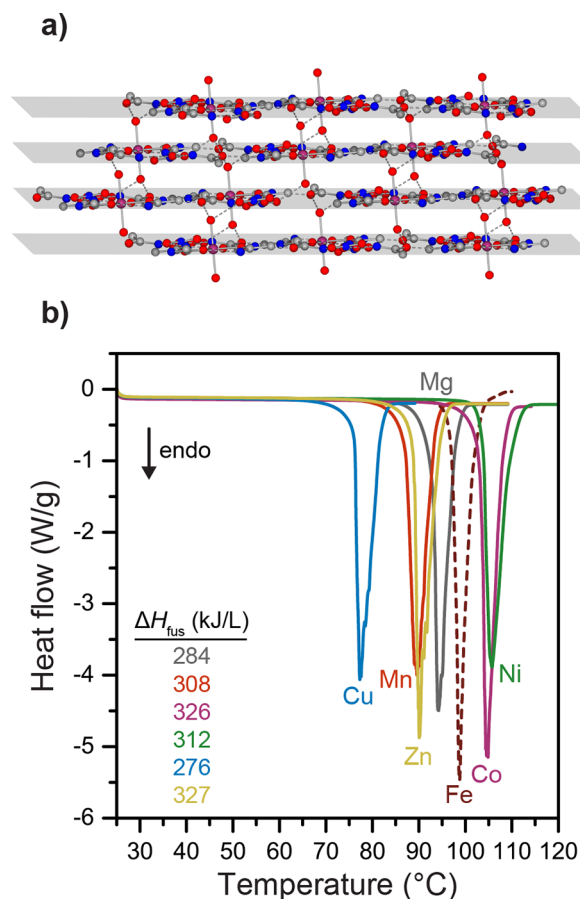 a)
b)
Mg
endo
ΔHfus (kJ/L)
284
308
326
312
276
327
Cu
Mn
Zn
Fe
Co
Ni
0
-1
-2
-3
-4
-5
-6
Heat flow (W/g)
30 40 50 60 70 80 90 100 110 120
Temperature (°C)